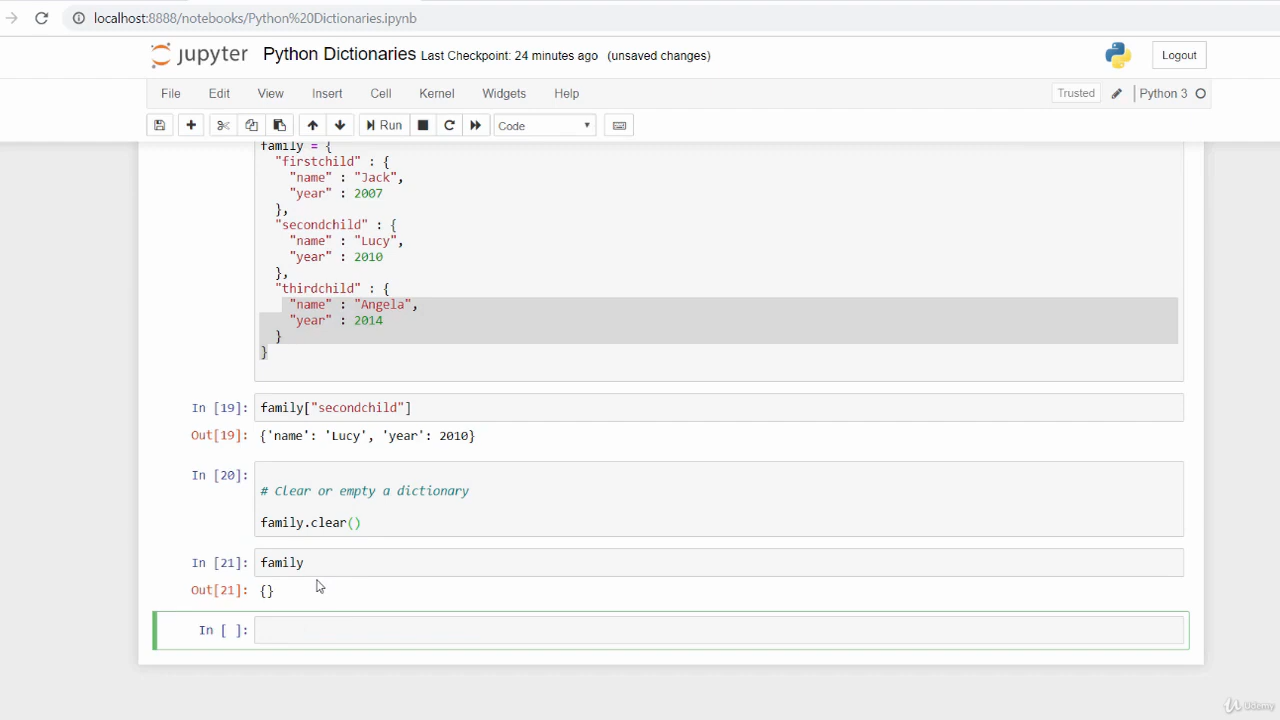 localhost:8888/notebooks/Python%20Dictionaries.ipynb
jupyter Python Dictionaries Last Checkpoint: 24 minutes ago (unsaved changes) Logout
File Edit View Insert Cell Kernel Widgets Help Trusted Python 3
Run Code
family = {
"firstchild" : {
"name" : "Jack",
"year" : 2007
},
"secondchild" : {
"name" : "Lucy",
"year" : 2010
},
"thirdchild" : {
"name" : "Angela",
"year" : 2014
}
}
In [19]: family["secondchild"]
Out[19]: {'name': 'Lucy', 'year': 2010}
In [20]:
# Clear or empty a dictionary
family.clear()
In [21]: family
Out[21]: {}
In [ ]:
Udemy